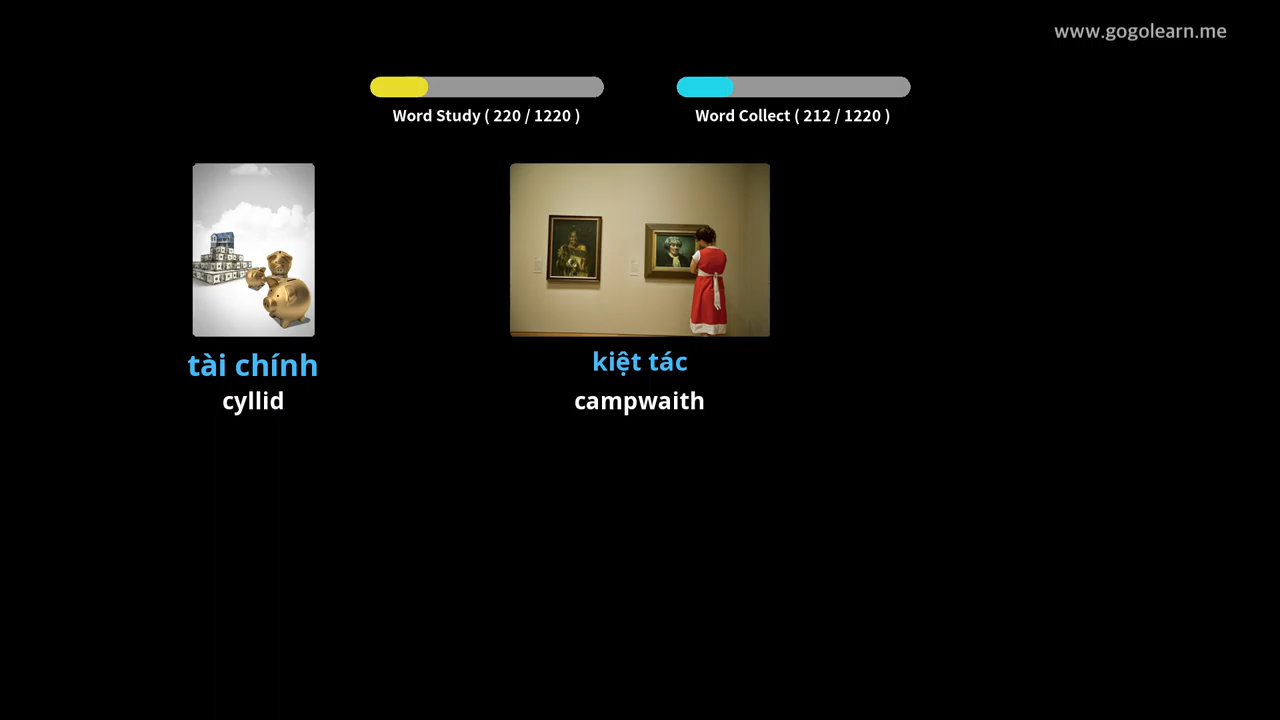 www.gogolearn.me
Word Study ( 220 / 1220 )
Word Collect ( 212 / 1220 )
tài chính
cyllid
kiệt tác
campwaith